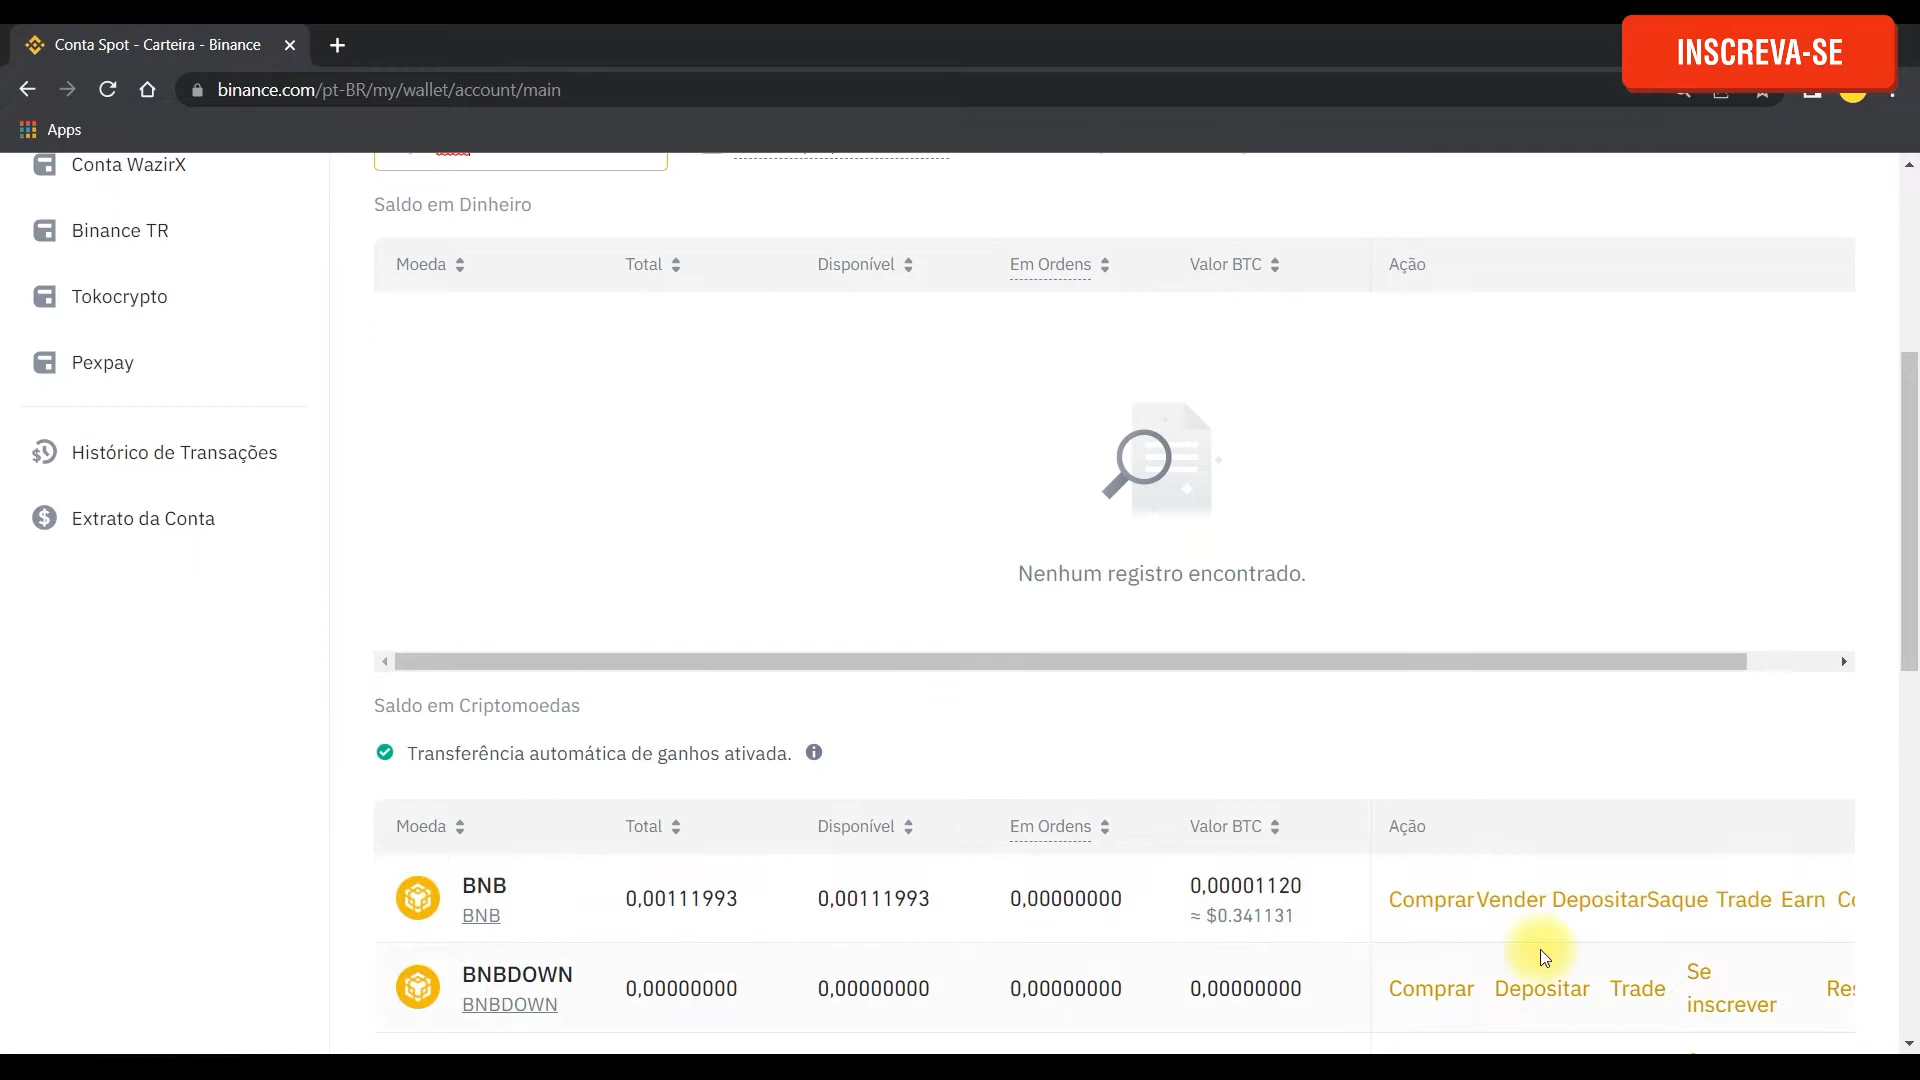 Conta Spot - Carteira - Binance
INSCREVA-SE
binance.com/pt-BR/my/wallet/account/main
Apps
Conta WazirX
Binance TR
Tokocrypto
Pexpay
Histórico de Transações
Extrato da Conta
Saldo em Dinheiro
Moeda Total Disponível Em Ordens Valor BTC Ação
Nenhum registro encontrado.
Saldo em Criptomoedas
Transferência automática de ganhos ativada.
Moeda Total Disponível Em Ordens Valor BTC Ação
BNB
BNB
0,00111993 0,00111993 0,00000000 0,00001120
≈ $0.341131
Comprar Vender Depositar Saque Trade Earn
BNBDOWN
BNBDOWN
0,00000000 0,00000000 0,00000000 0,00000000
Comprar Depositar Trade Se inscrever